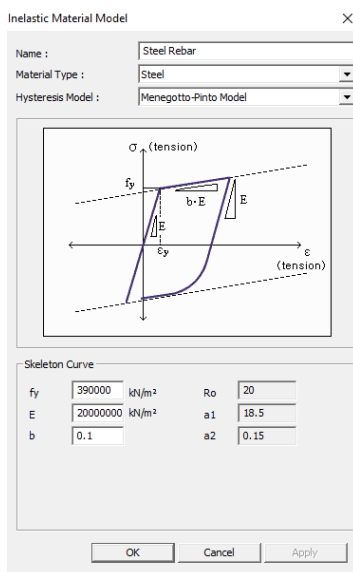 Inelastic Material Model
Name : Steel Rebar
Material Type : Steel
Hysteresis Model : Menegotto-Pinto Model
σ (tension)
fy
b·E
E
E
εy
ε
(tension)
Skeleton Curve
fy 390000 kN/m² Ro 20
E 20000000 kN/m² a1 18.5
b 0.1 a2 0.15
OK Cancel Apply